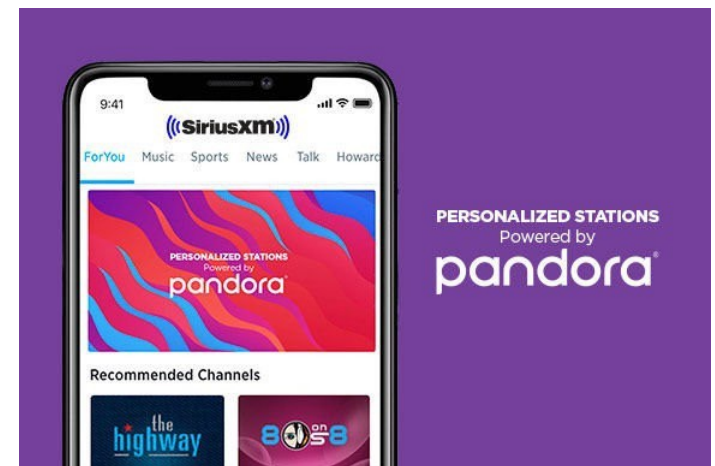 9:41
((SiriusXM))
ForYou Music Sports News Talk Howard
PERSONALIZED STATIONS
Powered by
pandora
Recommended Channels
the
highway
80s on 8
PERSONALIZED STATIONS
Powered by
pandora®